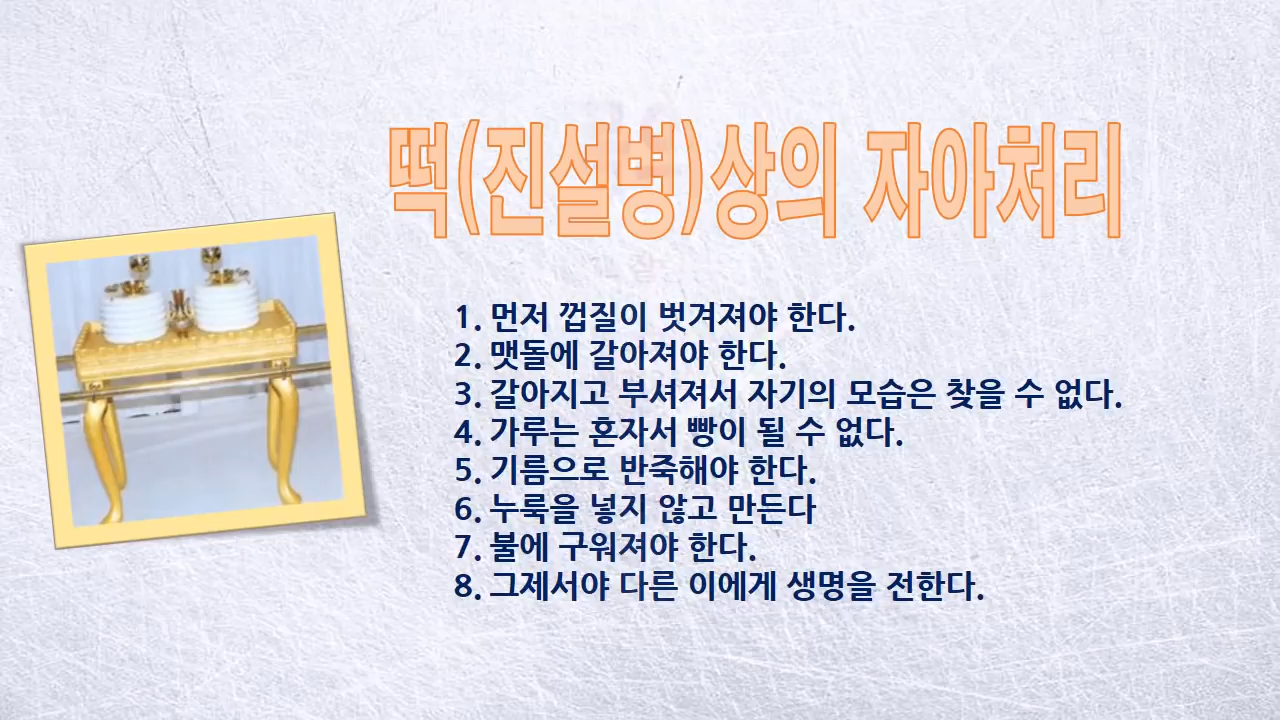 떡(진설병)상의 자아처리
1. 먼저 껍질이 벗겨져야 한다.
2. 맷돌에 갈아져야 한다.
3. 갈아지고 부셔져서 자기의 모습은 찾을 수 없다.
4. 가루는 혼자서 빵이 될 수 없다.
5. 기름으로 반죽해야 한다.
6. 누룩을 넣지 않고 만든다
7. 불에 구워져야 한다.
8. 그제서야 다른 이에게 생명을 전한다.